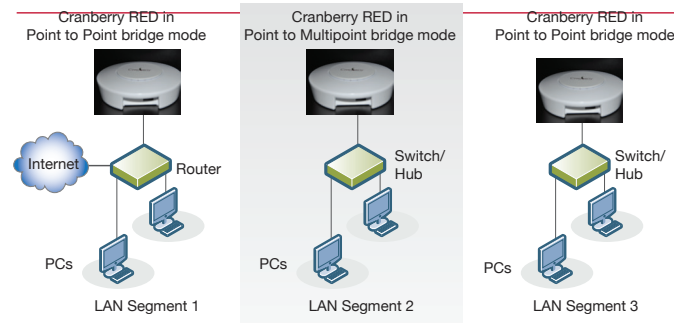 Cranberry RED in
Point to Point bridge mode
Cranberry RED in
Point to Multipoint bridge mode
Cranberry RED in
Point to Point bridge mode
Internet
Router
Switch/
Hub
Switch/
Hub
PCs
PCs
PCs
LAN Segment 1
LAN Segment 2
LAN Segment 3